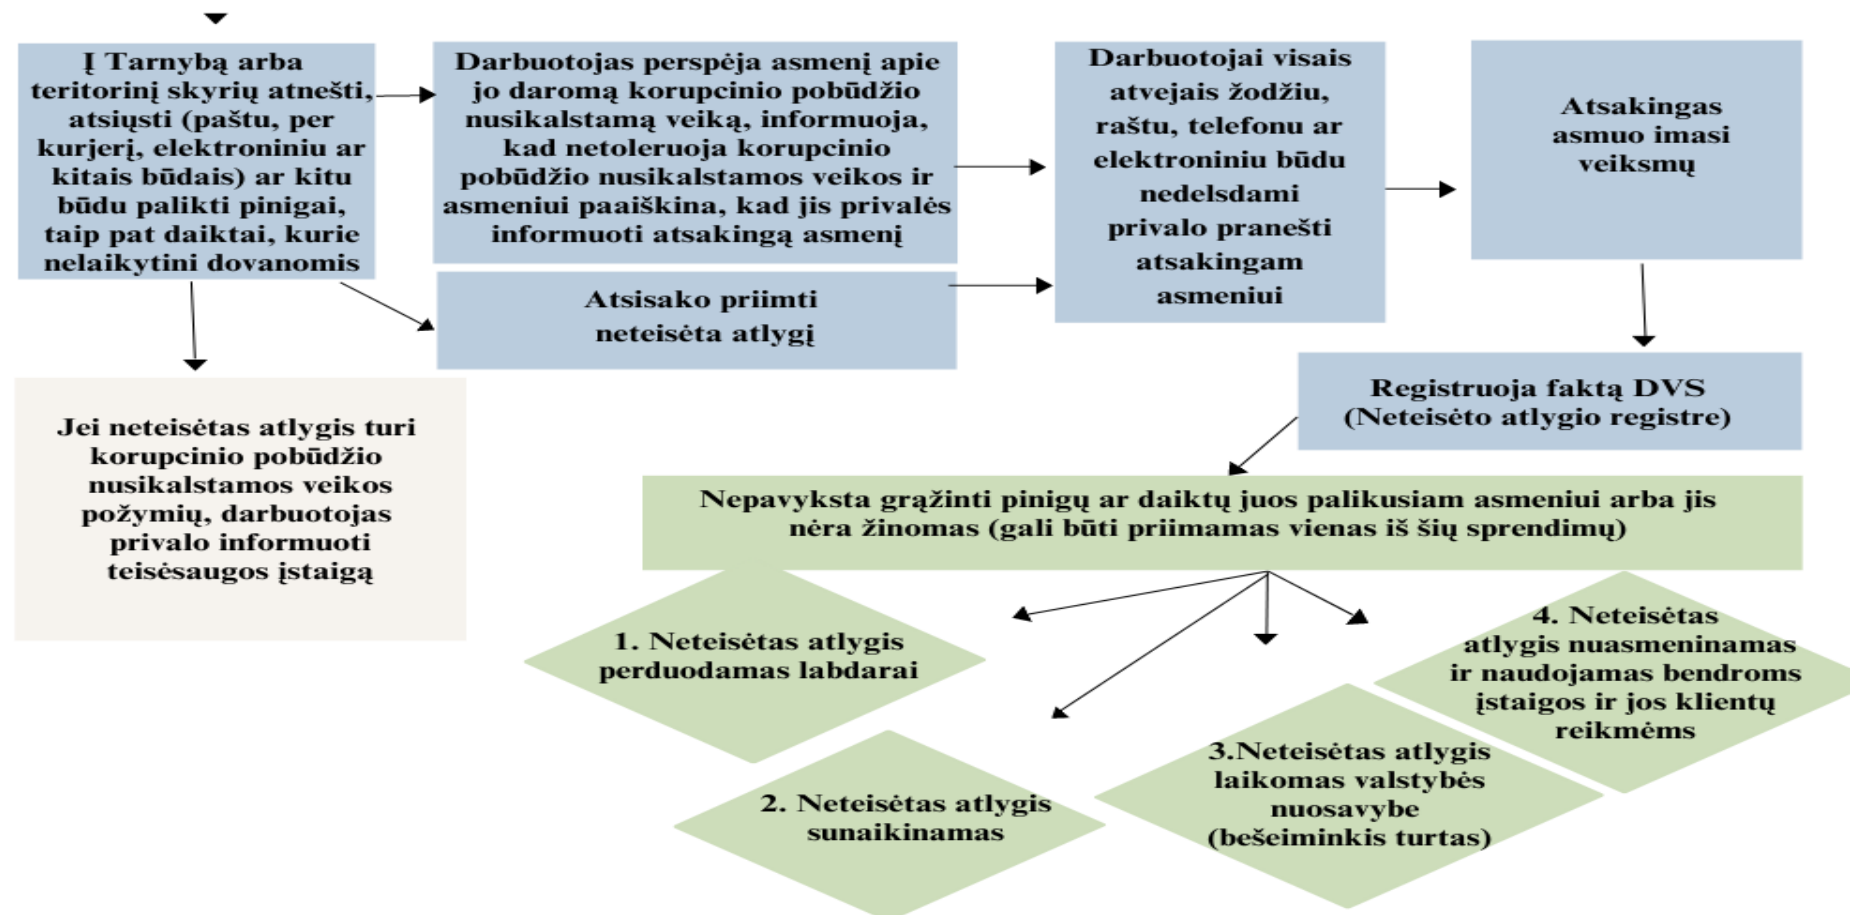 Į Tarnybą arba
teritorinį skyrių atnešti,
atsiųsti (paštu, per
kurjerį, elektroniniu ar
kitais būdais) ar kitu
būdu palikti pinigai,
taip pat daiktai, kurie
nelaikytini dovanomis
Darbuotojas perspėja asmenį apie
jo daromą korupcinio pobūdžio
nusikalstamą veiką, informuoja,
kad netoleruoja korupcinio
pobūdžio nusikalstamos veikos ir
asmeniui paaiškina, kad jis privalės
informuoti atsakingą asmenį
Atsisako priimti
neteisėta atlygį
Darbuotojai visais
atvejais žodžiu,
raštu, telefonu ar
elektroniniu būdu
nedelsdami
privalo pranešti
atsakingam
asmeniui
Atsakingas
asmuo imasi
veiksmų
Jei neteisėtas atlygis turi
korupcinio pobūdžio
nusikalstamos veikos
požymių, darbuotojas
privalo informuoti
teisėsaugos įstaigą
Registruoja faktą DVS
(Neteisėto atlygio registre)
Nepavyksta grąžinti pinigų ar daiktų juos palikusiam asmeniui arba jis
nėra žinomas (gali būti priimamas vienas iš šių sprendimų)
1. Neteisėtas atlygis
perduodamas labdarai
2. Neteisėtas atlygis
sunaikinamas
3.Neteisėtas atlygis
laikomas valstybės
nuosavybe
(bešeiminkis turtas)
4. Neteisėtas
atlygis nuasmeninamas
ir naudojamas bendroms
įstaigos ir jos klientų
reikmėms